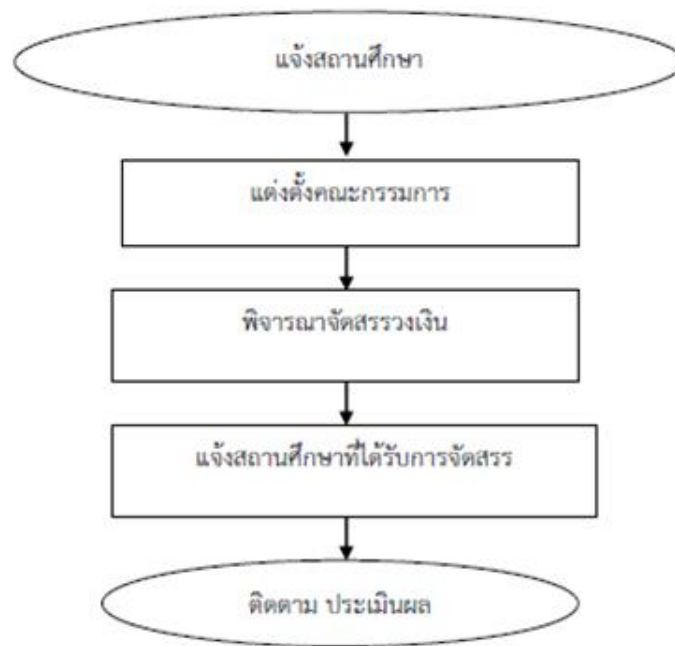 แจ้งสถานศึกษา
แต่งตั้งคณะกรรมการ
พิจารณาจัดสรรวงเงิน
แจ้งสถานศึกษาที่ได้รับการจัดสรร
ติดตาม ประเมินผล